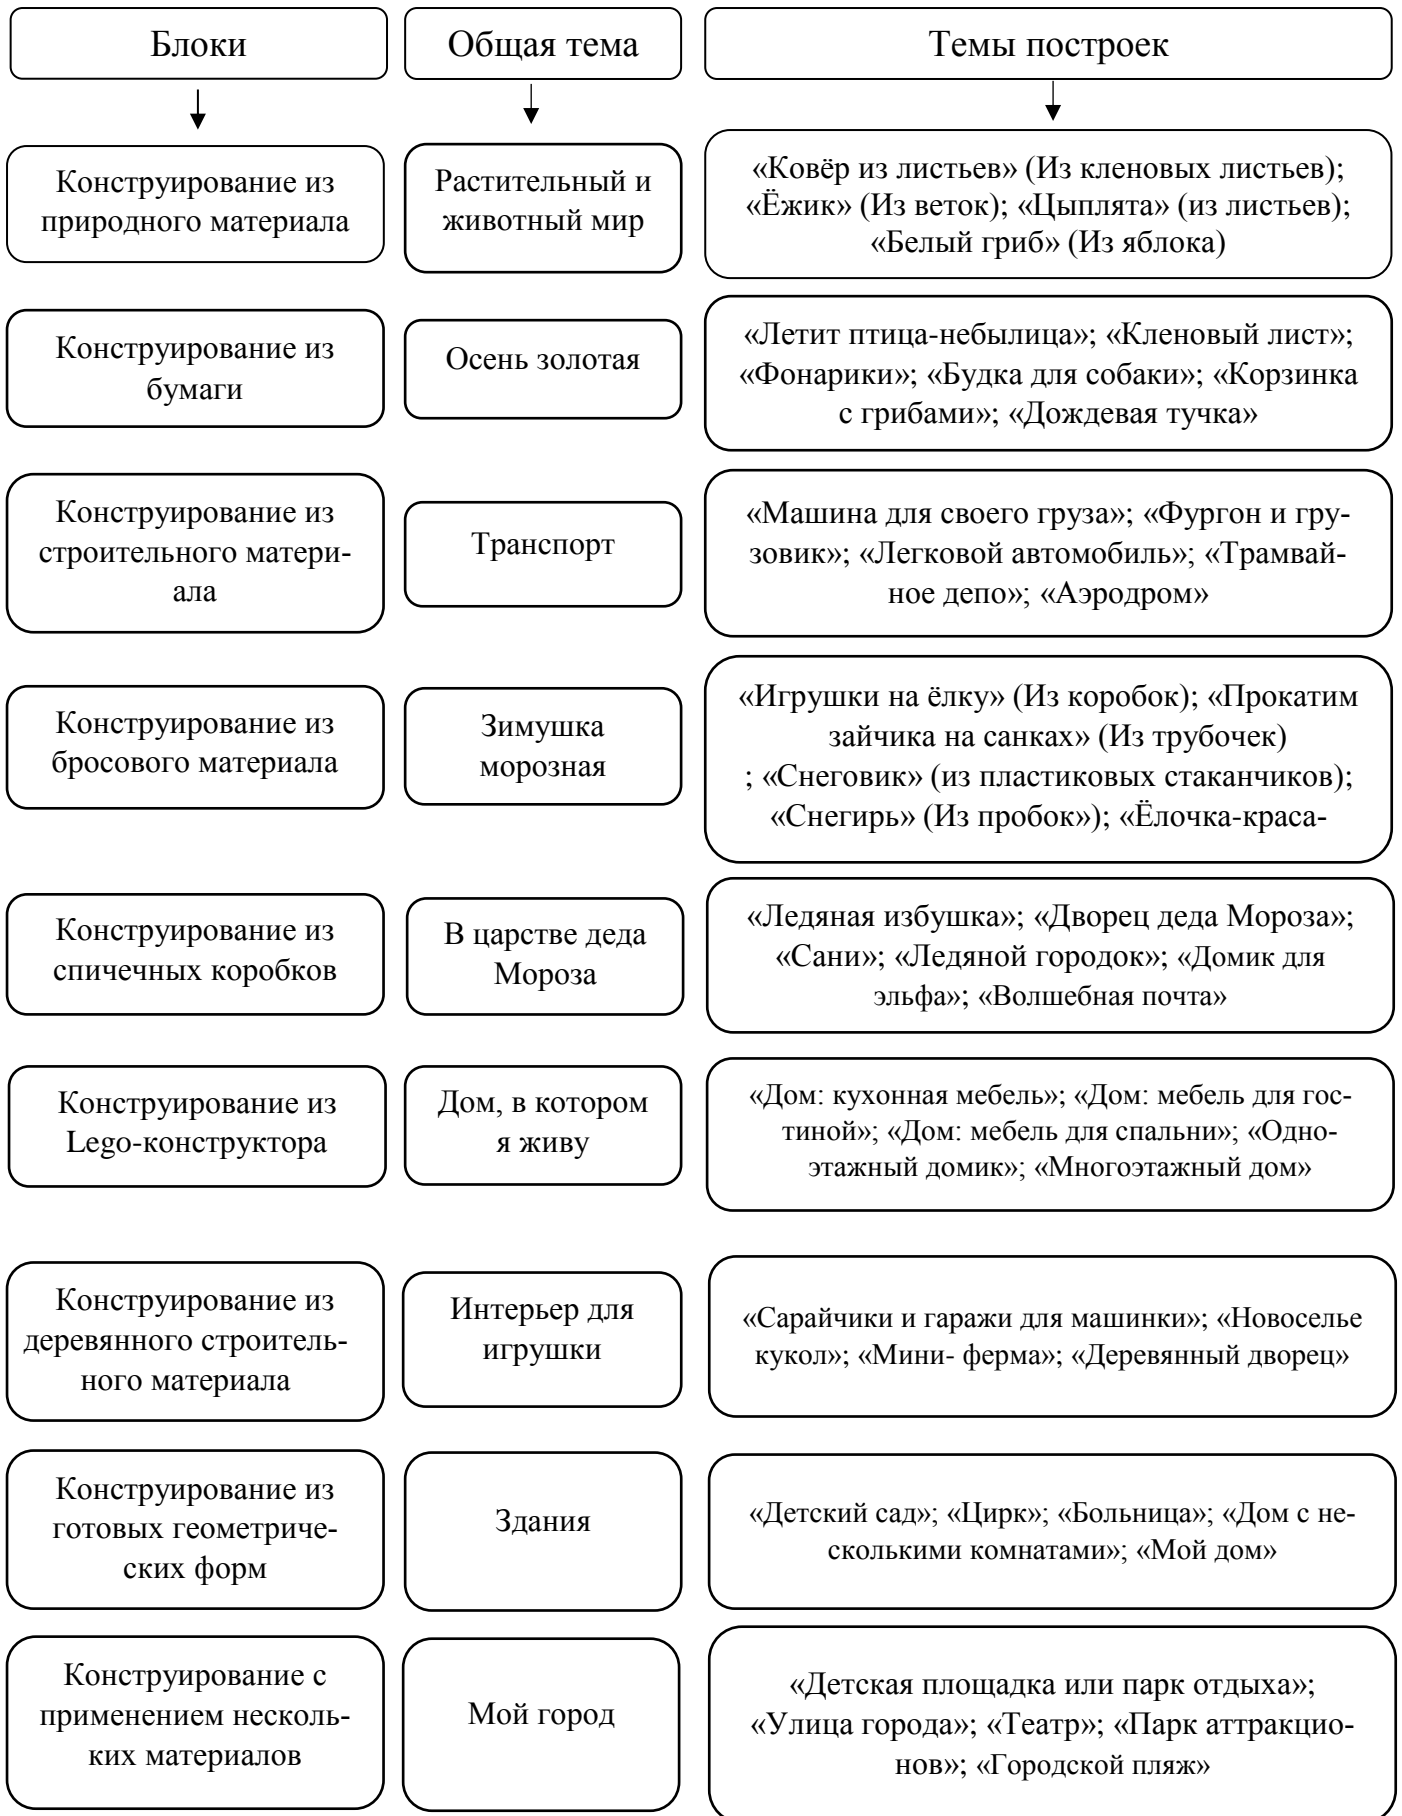 Блоки
Общая тема
Темы построек
Конструирование из
природного материала
Растительный и
животный мир
«Ковёр из листьев» (Из кленовых листьев);
«Ёжик» (Из веток); «Цыплята» (из листьев);
«Белый гриб» (Из яблока)
Конструирование из
бумаги
Осень золотая
«Летит птица-небылица»; «Кленовый лист»;
«Фонарики»; «Будка для собаки»; «Корзинка
с грибами»; «Дождевая тучка»
Конструирование из
строительного матери-
ала
Транспорт
«Машина для своего груза»; «Фургон и гру-
зовик»; «Легковой автомобиль»; «Трамвай-
ное депо»; «Аэродром»
Конструирование из
бросового материала
Зимушка
морозная
«Игрушки на ёлку» (Из коробок); «Прокатим
зайчика на санках» (Из трубочек)
; «Снеговик» (из пластиковых стаканчиков);
«Снегирь» (Из пробок»); «Ёлочка-краса-
Конструирование из
спичечных коробков
В царстве деда
Мороза
«Ледяная избушка»; «Дворец деда Мороза»;
«Сани»; «Ледяной городок»; «Домик для
эльфа»; «Волшебная почта»
Конструирование из
Lego-конструктора
Дом, в котором
я живу
«Дом: кухонная мебель»; «Дом: мебель для гос-
тиной»; «Дом: мебель для спальни»; «Одно-
этажный домик»; «Многоэтажный дом»
Конструирование из
деревянного строитель-
ного материала
Интерьер для
игрушки
«Сарайчики и гаражи для машинки»; «Новоселье
кукол»; «Мини- ферма»; «Деревянный дворец»
Конструирование из
готовых геометриче-
ских форм
Здания
«Детский сад»; «Цирк»; «Больница»; «Дом с не-
сколькими комнатами»; «Мой дом»
Конструирование с
применением несколь-
ких материалов
Мой город
«Детская площадка или парк отдыха»;
«Улица города»; «Театр»; «Парк аттракцио-
нов»; «Городской пляж»